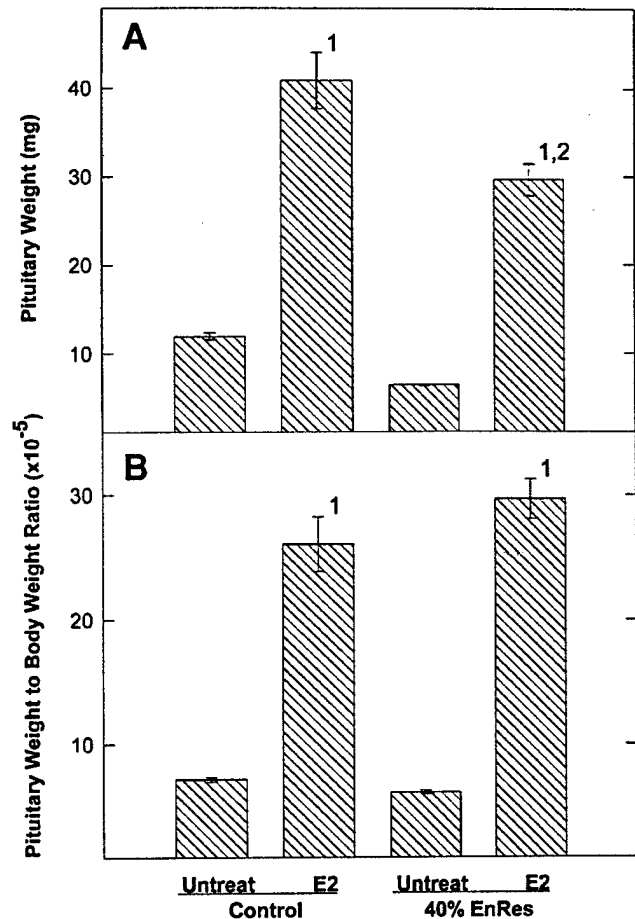 A
1
1,2
Pituitary Weight (mg)
40
30
20
10
B
1
1
Pituitary Weight to Body Weight Ratio (x10⁻⁵)
30
20
10
Untreat E2 Untreat E2
Control 40% EnRes